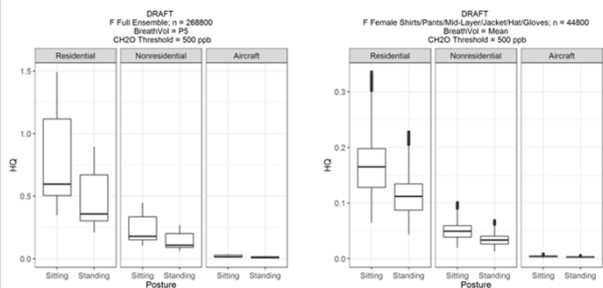 DRAFT
F Full Ensemble; n = 268800
BreathVol = P5
CH2O Threshold = 500 ppb
Residential Nonresidential Aircraft
1.5
1.0
0.5
0.0
HQ
Sitting Standing Sitting Standing Sitting Standing
Posture
DRAFT
F Female Shirts/Pants/Mid-Layer/Jacket/Hat/Gloves; n = 44800
BreathVol = Mean
CH2O Threshold = 500 ppb
Residential Nonresidential Aircraft
0.3
0.2
0.1
0.0
HQ
Sitting Standing Sitting Standing Sitting Standing
Posture